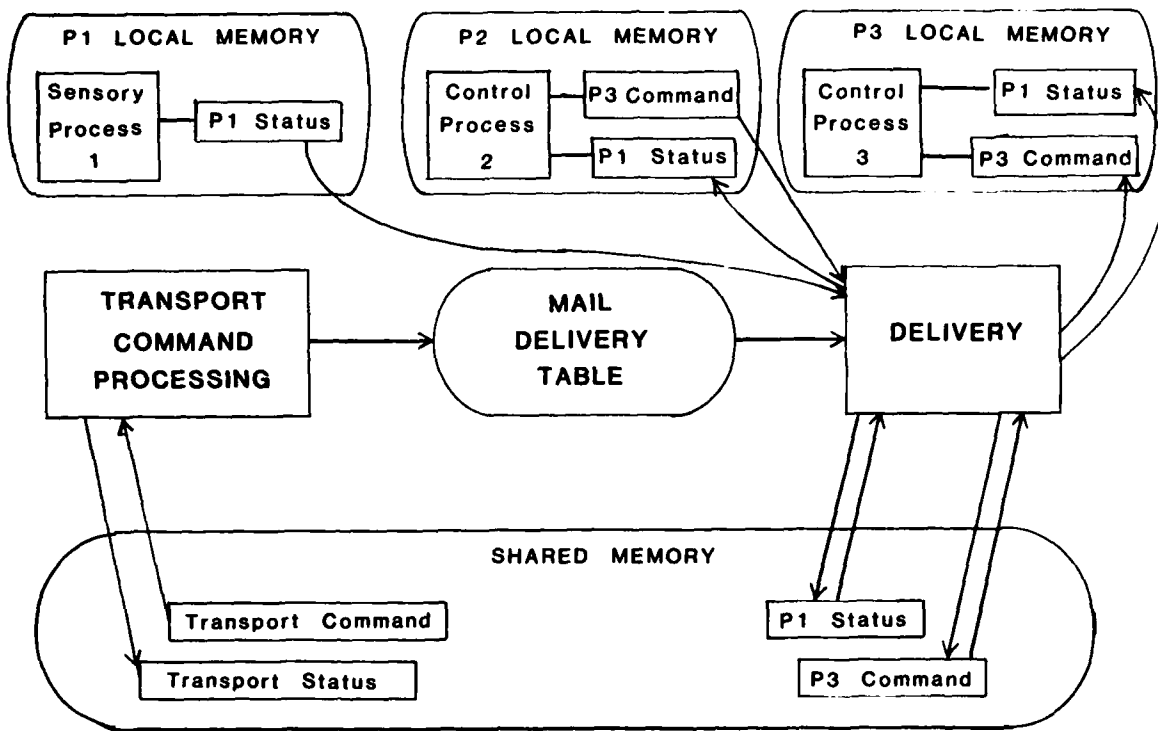 P1 LOCAL MEMORY
Sensory
Process
1
P1 Status
P2 LOCAL MEMORY
Control
Process
2
P3 Command
P1 Status
P3 LOCAL MEMORY
Control
Process
3
P1 Status
P3 Command
TRANSPORT
COMMAND
PROCESSING
MAIL
DELIVERY
TABLE
DELIVERY
SHARED MEMORY
Transport Command
Transport Status
P1 Status
P3 Command